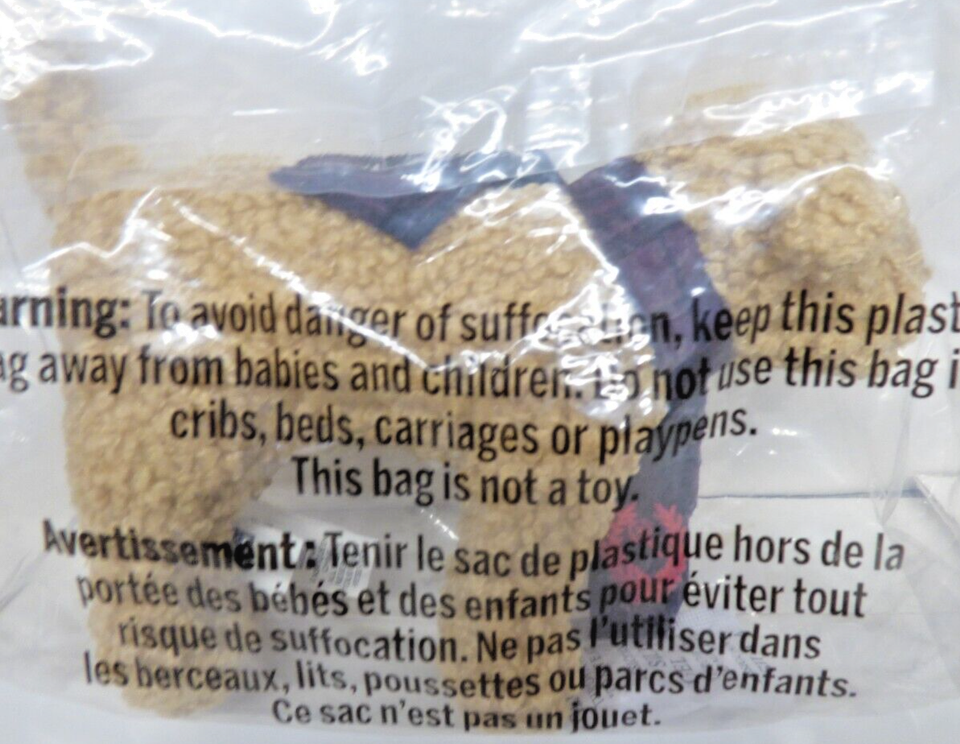 arning: To avoid danger of suffocation, keep this plast
ag away from babies and children. Do not use this bag i
cribs, beds, carriages or playpens.
This bag is not a toy.
Avertissement : Tenir le sac de plastique hors de la
portée des bébés et des enfants pour éviter tout
risque de suffocation. Ne pas l'utiliser dans
les berceaux, lits, poussettes ou parcs d'enfants.
Ce sac n'est pas un jouet.